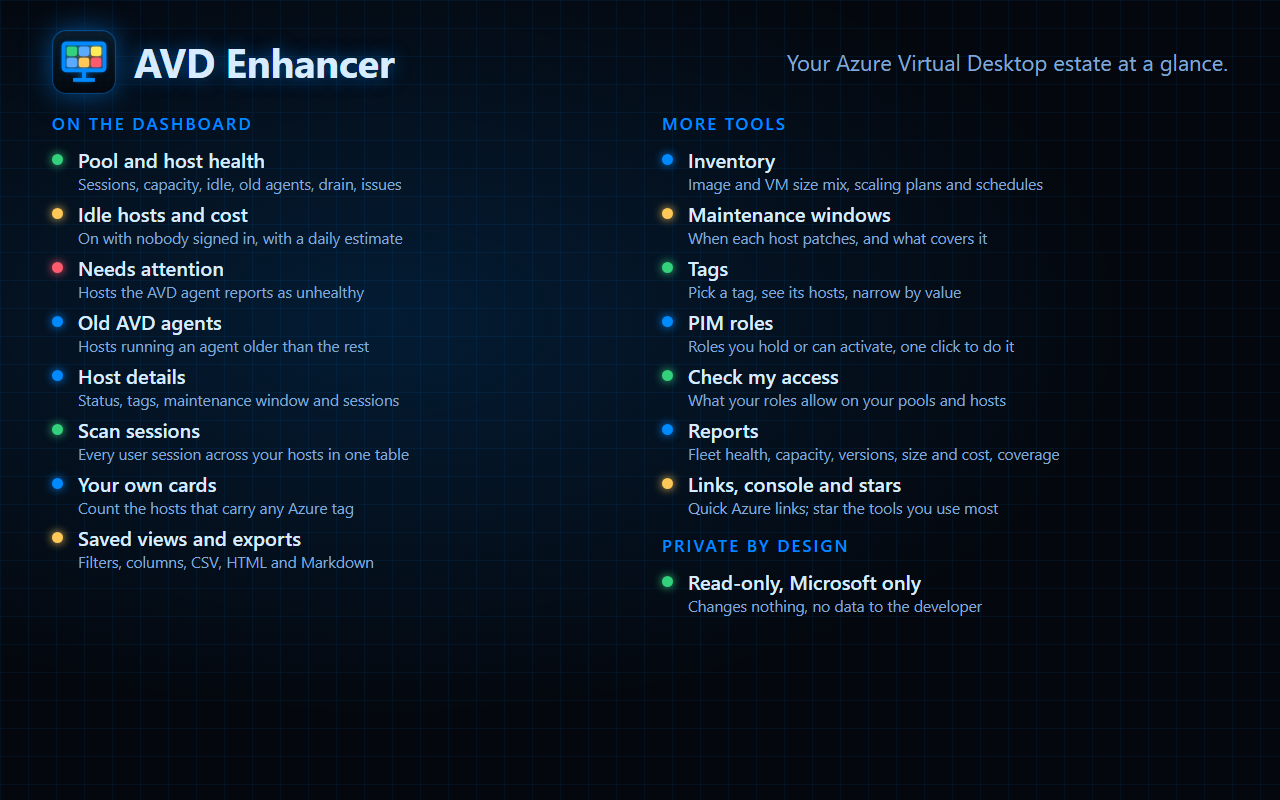 AVD Enhancer
Your Azure Virtual Desktop estate at a glance.
ON THE DASHBOARD
Pool and host health
Sessions, capacity, idle, old agents, drain, issues
Idle hosts and cost
On with nobody signed in, with a daily estimate
Needs attention
Hosts the AVD agent reports as unhealthy
Old AVD agents
Hosts running an agent older than the rest
Host details
Status, tags, maintenance window and sessions
Scan sessions
Every user session across your hosts in one table
Your own cards
Count the hosts that carry any Azure tag
Saved views and exports
Filters, columns, CSV, HTML and Markdown
MORE TOOLS
Inventory
Image and VM size mix, scaling plans and schedules
Maintenance windows
When each host patches, and what covers it
Tags
Pick a tag, see its hosts, narrow by value
PIM roles
Roles you hold or can activate, one click to do it
Check my access
What your roles allow on your pools and hosts
Reports
Fleet health, capacity, versions, size and cost, coverage
Links, console and stars
Quick Azure links; star the tools you use most
PRIVATE BY DESIGN
Read-only, Microsoft only
Changes nothing, no data to the developer